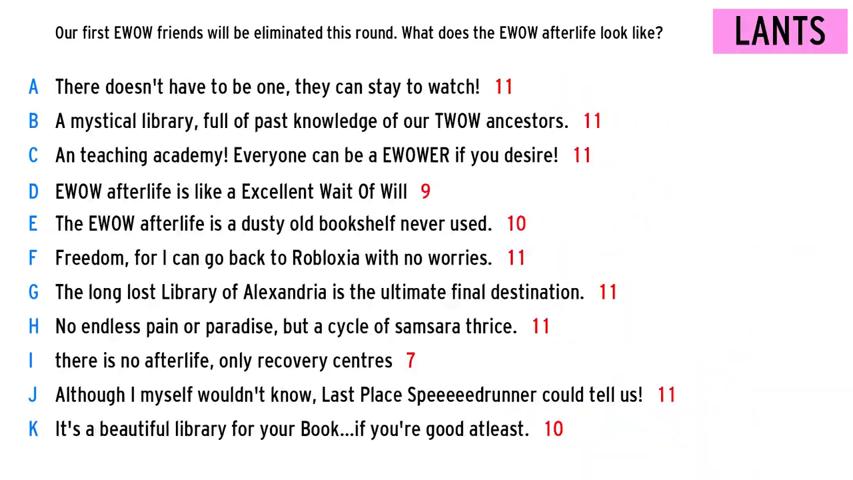 Our first EWOW friends will be eliminated this round. What does the EWOW afterlife look like?
LANTS
A There doesn't have to be one, they can stay to watch! 11
B A mystical library, full of past knowledge of our TWOW ancestors. 11
C An teaching academy! Everyone can be a EWOWER if you desire! 11
D EWOW afterlife is like a Excellent Wait Of Will 9
E The EWOW afterlife is a dusty old bookshelf never used. 10
F Freedom, for I can go back to Robloxia with no worries. 11
G The long lost Library of Alexandria is the ultimate final destination. 11
H No endless pain or paradise, but a cycle of samsara thrice. 11
I there is no afterlife, only recovery centres 7
J Although I myself wouldn't know, Last Place Speeeeedrunner could tell us! 11
K It's a beautiful library for your Book...if you're good atleast. 10